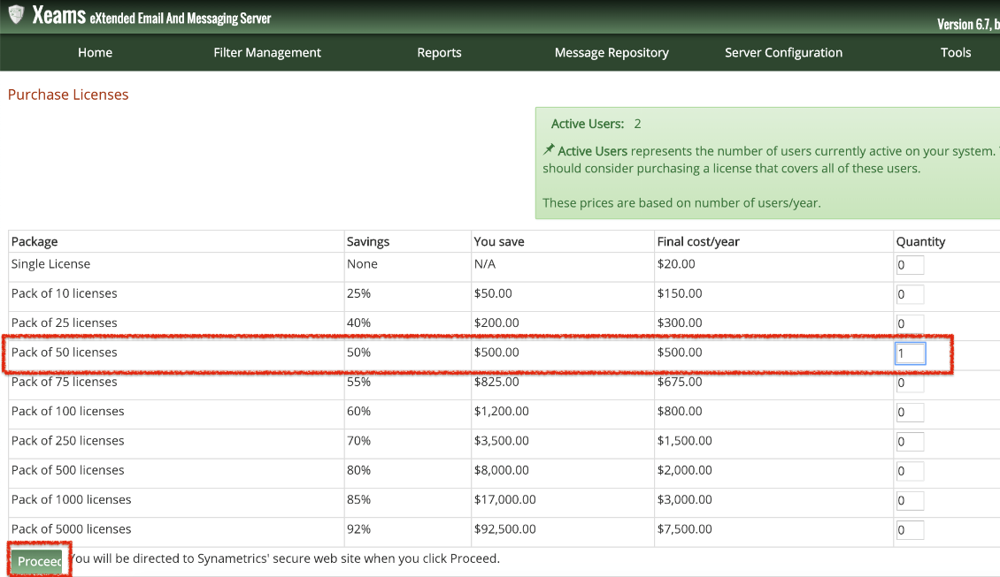 Xeams eXtended Email And Messaging Server
Version 6.7, b
Home Filter Management Reports Message Repository Server Configuration Tools
Purchase Licenses
Active Users: 2
Active Users represents the number of users currently active on your system.
should consider purchasing a license that covers all of these users.
These prices are based on number of users/year.
Package Savings You save Final cost/year Quantity
Single License None N/A $20.00 0
Pack of 10 licenses 25% $50.00 $150.00 0
Pack of 25 licenses 40% $200.00 $300.00 0
Pack of 50 licenses 50% $500.00 $500.00 1
Pack of 75 licenses 55% $825.00 $675.00 0
Pack of 100 licenses 60% $1,200.00 $800.00 0
Pack of 250 licenses 70% $3,500.00 $1,500.00 0
Pack of 500 licenses 80% $8,000.00 $2,000.00 0
Pack of 1000 licenses 85% $17,000.00 $3,000.00 0
Pack of 5000 licenses 92% $92,500.00 $7,500.00 0
Proceed You will be directed to Synametrics' secure web site when you click Proceed.